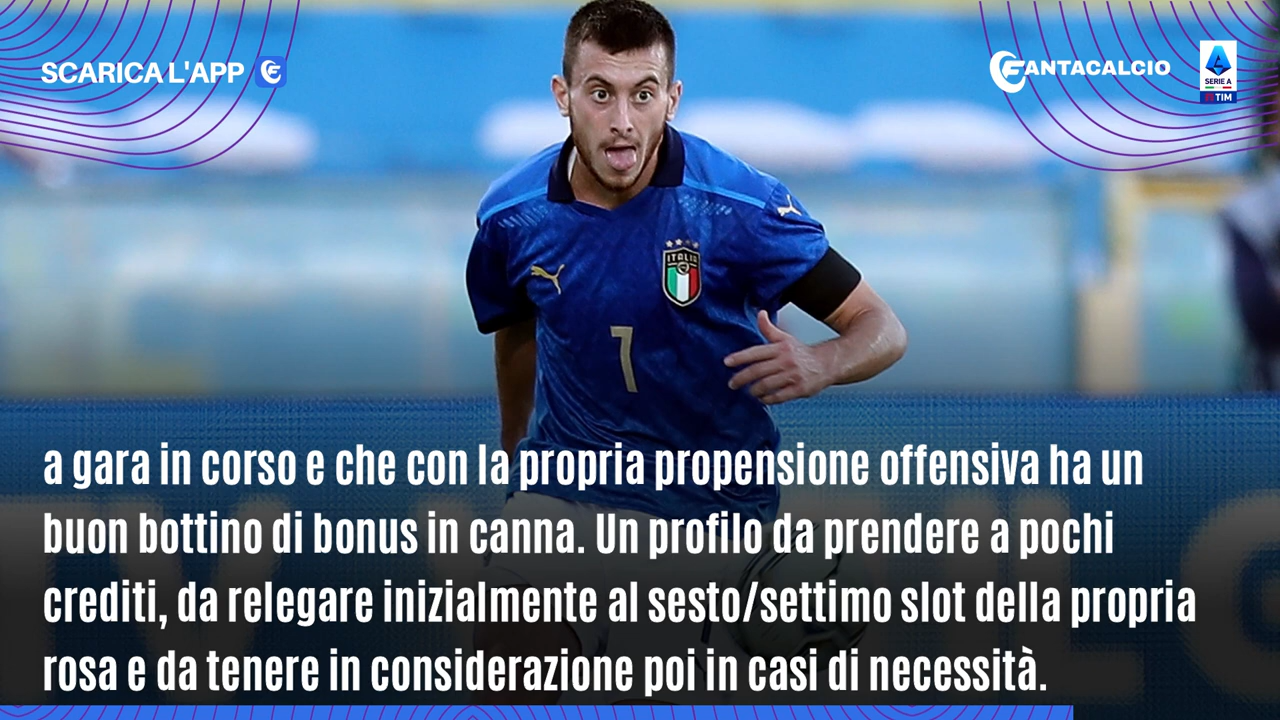 SCARICA L'APP
FANTACALCIO
SERIE A
TIM
ITALIA
7
a gara in corso e che con la propria propensione offensiva ha un
buon bottino di bonus in canna. Un profilo da prendere a pochi
crediti, da relegare inizialmente al sesto/settimo slot della propria
rosa e da tenere in considerazione poi in casi di necessità.